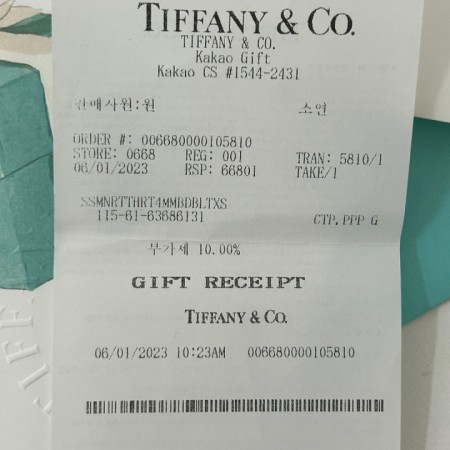 TIFFANY & CO.
TIFFANY & CO.
Kakao Gift
Kakao CS #1544-2431
판매사원:원 소연
ORDER #: 006680000105810
STORE: 0668 REG: 001 TRAN: 5810/1
06/01/2023 RSP: 66801 TAKE/1
SSMNRTTHRT4MMBDBLTXS
115-61-63686131 CTP.PPP G
부가세 10.00%
GIFT RECEIPT
TIFFANY & CO.
06/01/2023 10:23AM 006680000105810
TIFF